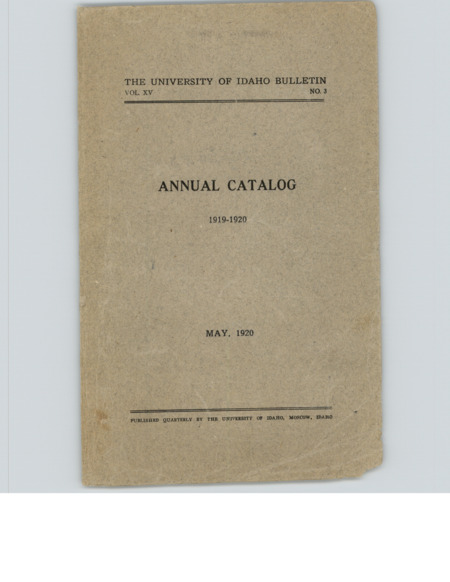 THE UNIVERSITY OF IDAHO BULLETIN
VOL. XV NO. 3
ANNUAL CATALOG
1919-1920
MAY, 1920
PUBLISHED QUARTERLY BY THE UNIVERSITY OF IDAHO, MOSCOW, IDAHO